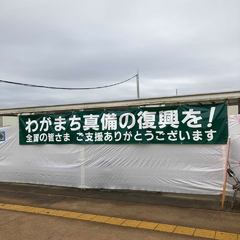 わがまち真備の復興を！
全国の皆さま ご支援ありがとうございます